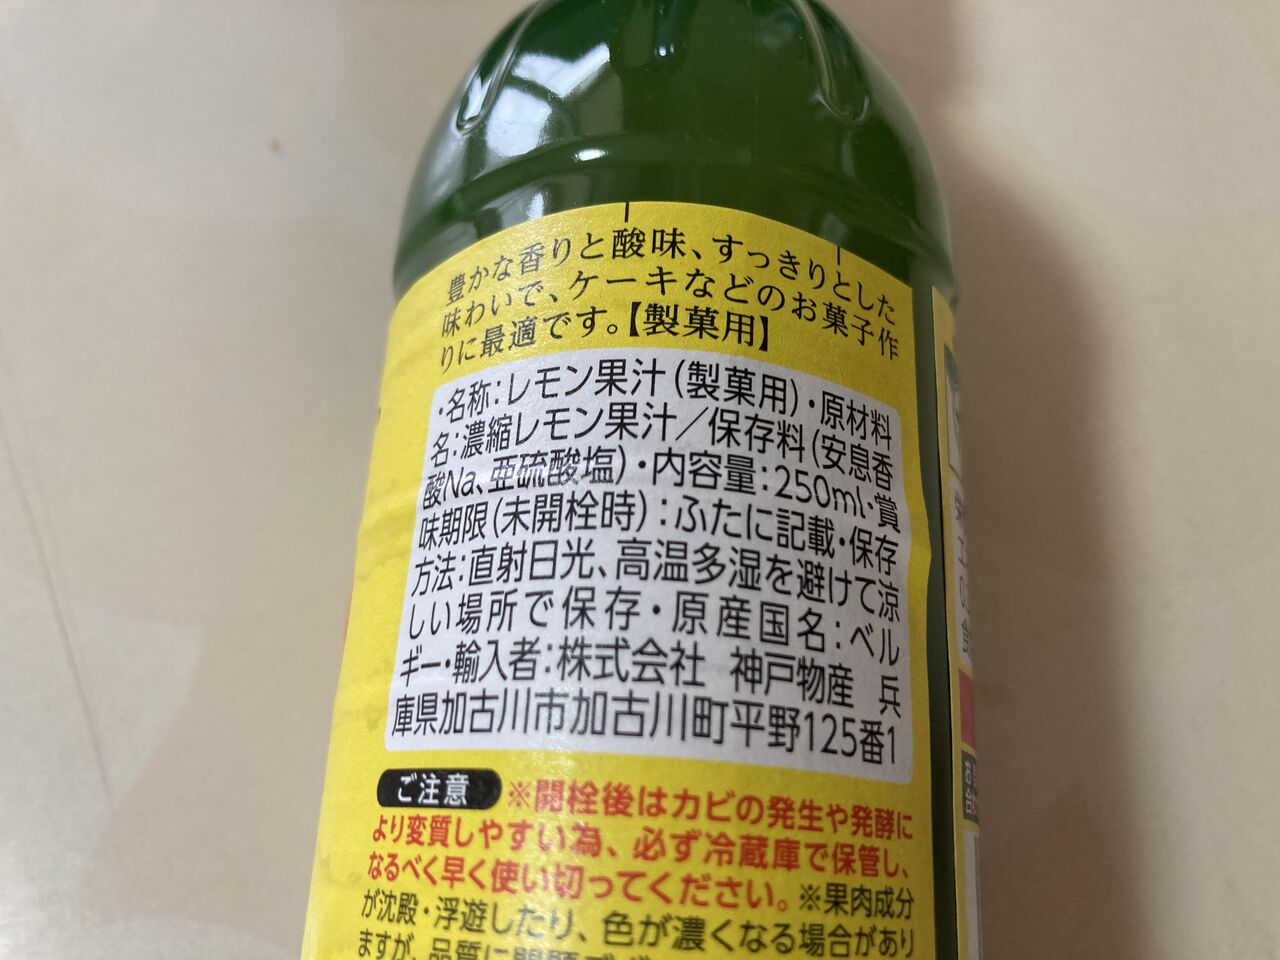 豊かな香りと酸味、すっきりとした
味わいで、ケーキなどのお菓子作
りに最適です。【製菓用】
・名称:レモン果汁(製菓用)・原材料
名:濃縮レモン果汁/保存料(安息香
酸Na、亜硫酸塩)・内容量:250ml・賞
味期限(未開栓時):ふたに記載・保存
方法:直射日光、高温多湿を避けて涼
しい場所で保存・原産国名:ベル
ギー・輸入者:株式会社 神戸物産 兵
庫県加古川市加古川町平野125番1
ご注意 ※開栓後はカビの発生や発酵に
より変質しやすい為、必ず冷蔵庫で保管し、
なるべく早く使い切ってください。※果肉成分
が沈殿・浮遊したり、色が濃くなる場合があり
ますが、品質に問題